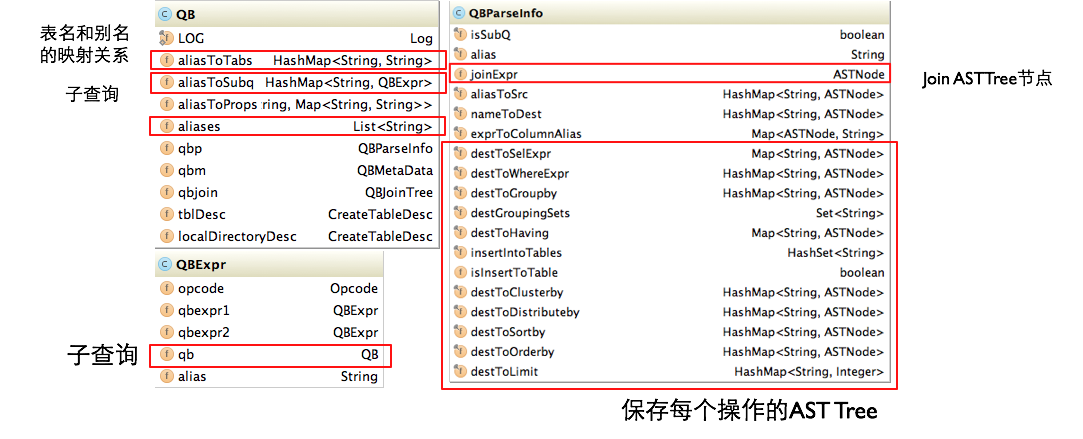 表名和别名
的映射关系
子查询
QB
LOG Log
aliasToTabs HashMap<String, String>
aliasToSubq HashMap<String, QBExpr>
aliasToProps ring, Map<String, String>>
aliases List<String>
qbp QBParseInfo
qbm QBMetaData
qbjoin QBJoinTree
tblDesc CreateTableDesc
localDirectoryDesc CreateTableDesc
QBExpr
opcode Opcode
qbexpr1 QBExpr
qbexpr2 QBExpr
子查询
qb QB
alias String
QBParseInfo
isSubQ boolean
alias String
joinExpr ASTNode
Join ASTTree节点
aliasToSrc HashMap<String, ASTNode>
nameToDest HashMap<String, ASTNode>
exprToColumnAlias Map<ASTNode, String>
destToSelExpr Map<String, ASTNode>
destToWhereExpr HashMap<String, ASTNode>
destToGroupby HashMap<String, ASTNode>
destGroupingSets Set<String>
destToHaving Map<String, ASTNode>
insertIntoTables HashSet<String>
isInsertToTable boolean
destToClusterby HashMap<String, ASTNode>
destToDistributeby HashMap<String, ASTNode>
destToSortby HashMap<String, ASTNode>
destToOrderby HashMap<String, ASTNode>
destToLimit HashMap<String, Integer>
保存每个操作的AST Tree